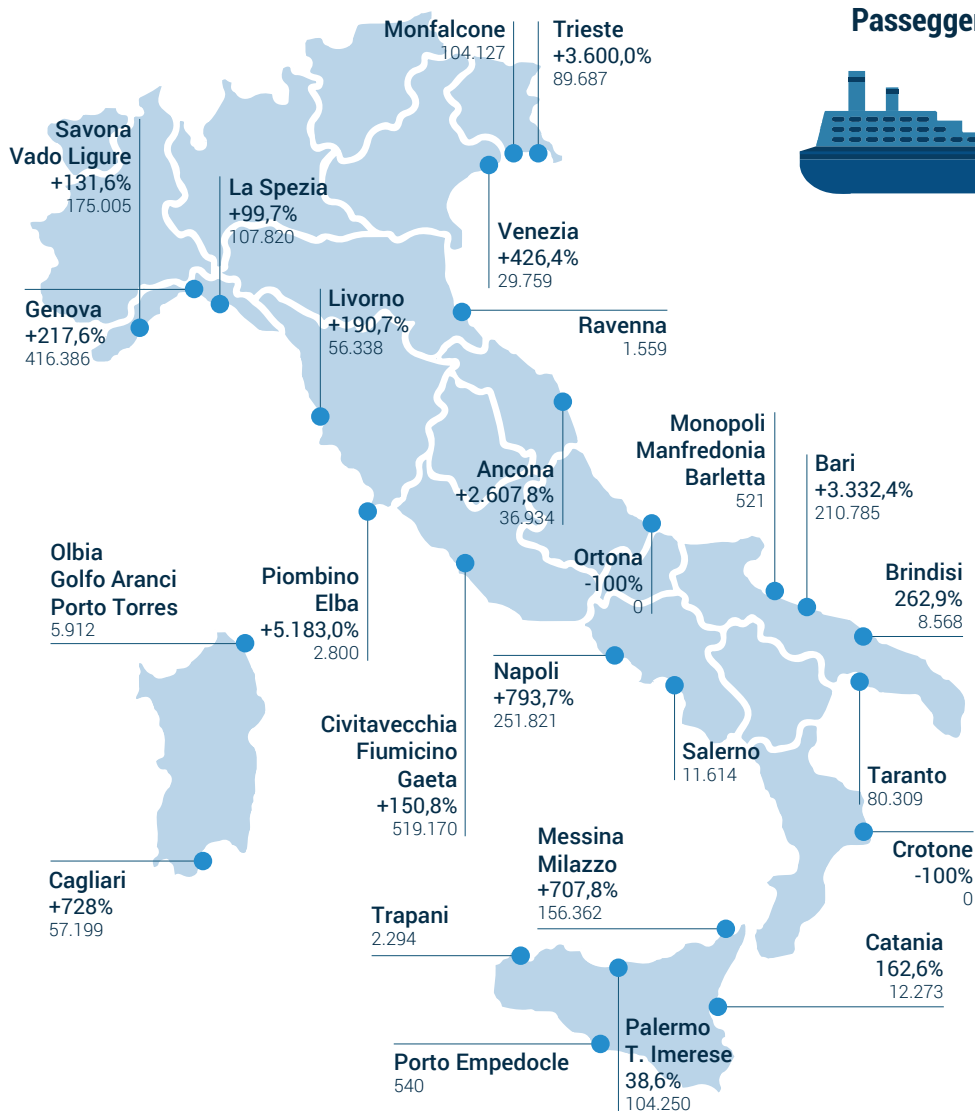 Passegger
Monfalcone
104.127
Trieste
+3.600,0%
89.687
Savona
Vado Ligure
+131,6%
175.005
La Spezia
+99,7%
107.820
Venezia
+426,4%
29.759
Genova
+217,6%
416.386
Livorno
+190,7%
56.338
Ravenna
1.559
Ancona
+2.607,8%
36.934
Monopoli
Manfredonia
Barletta
521
Bari
+3.332,4%
210.785
Olbia
Golfo Aranci
Porto Torres
5.912
Piombino
Elba
+5.183,0%
2.800
Ortona
-100%
0
Brindisi
262,9%
8.568
Napoli
+793,7%
251.821
Civitavecchia
Fiumicino
Gaeta
+150,8%
519.170
Salerno
11.614
Taranto
80.309
Crotone
-100%
0
Cagliari
+728%
57.199
Messina
Milazzo
+707,8%
156.362
Trapani
2.294
Catania
162,6%
12.273
Porto Empedocle
540
Palermo
T. Imerese
38,6%
104.250